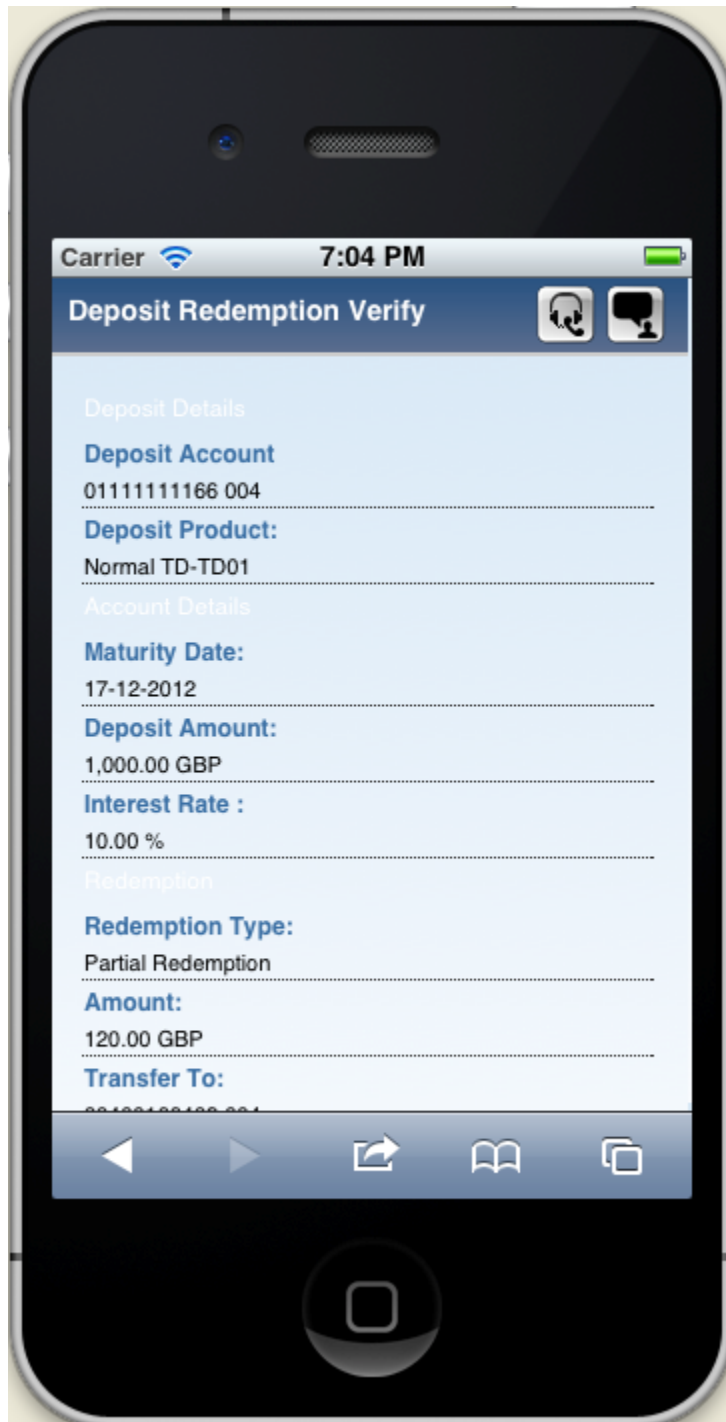 Carrier 7:04 PM
Deposit Redemption Verify
Deposit Details
Deposit Account
01111111166 004
Deposit Product:
Normal TD-TD01
Account Details
Maturity Date:
17-12-2012
Deposit Amount:
1,000.00 GBP
Interest Rate :
10.00 %
Redemption
Redemption Type:
Partial Redemption
Amount:
120.00 GBP
Transfer To: